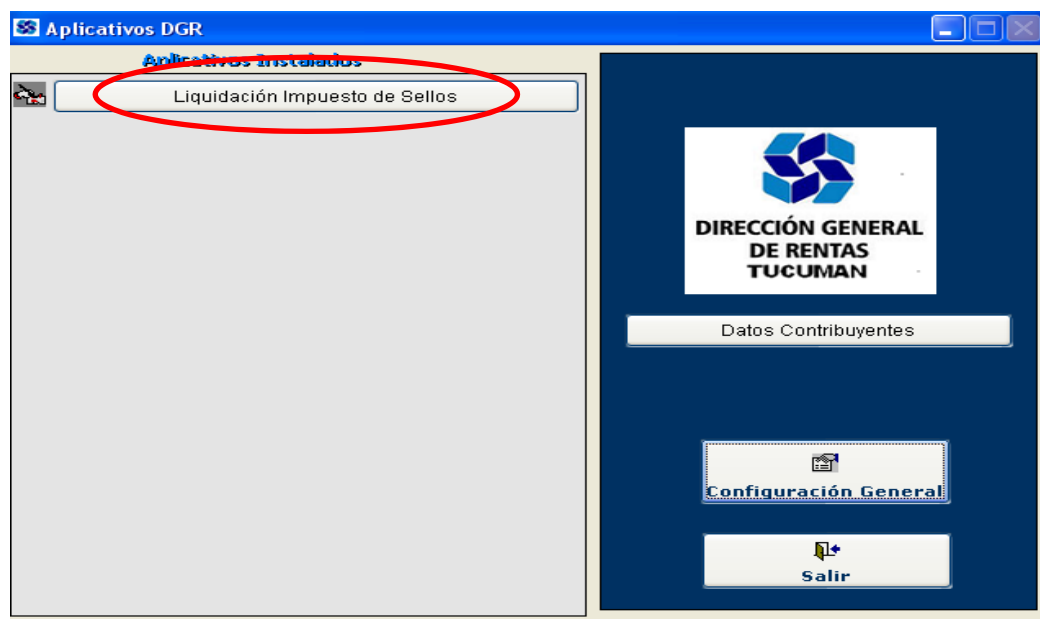 Aplicativos DGR
Aplicativos Instalados
Liquidación Impuesto de Sellos
DIRECCIÓN GENERAL
DE RENTAS
TUCUMAN
Datos Contribuyentes
Configuración General
Salir